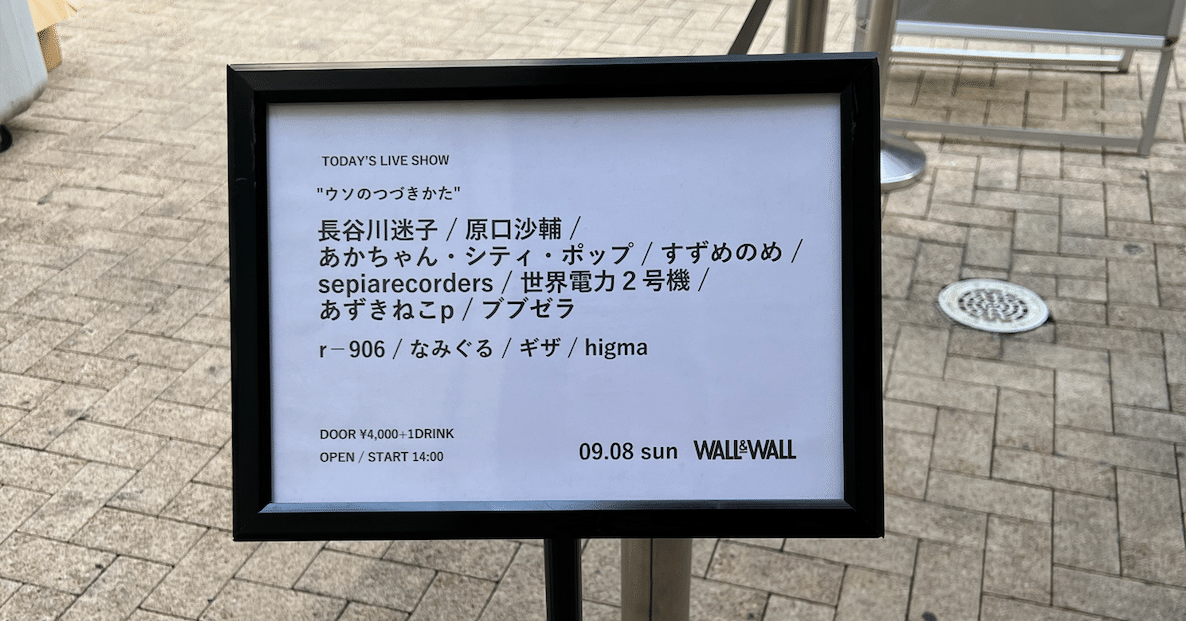 TODAY'S LIVE SHOW
"ウソのつづきかた"
長谷川迷子 / 原口沙輔 /
あかちゃん・シティ・ポップ / すずめのめ /
sepiarecorders / 世界電力２号機 /
あずきねこp / ブブゼラ
r－906 / なみぐる / ギザ / higma
DOOR ¥4,000+1DRINK
OPEN / START 14:00
09.08 sun WALL&WALL